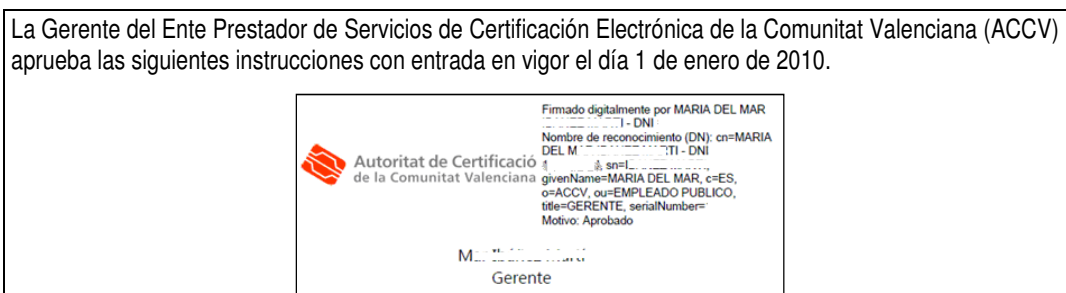 La Gerente del Ente Prestador de Servicios de Certificación Electrónica de la Comunitat Valenciana (ACCV)
aprueba las siguientes instrucciones con entrada en vigor el día 1 de enero de 2010.
Autoritat de Certificació
de la Comunitat Valenciana
Firmado digitalmente por MARIA DEL MAR
- DNI
Nombre de reconocimiento (DN): cn=MARIA
DEL - DNI
sn=
givenName=MARIA DEL MAR, c=ES,
o=ACCV, ou=EMPLEADO PUBLICO,
title=GERENTE, serialNumber=
Motivo: Aprobado
Gerente